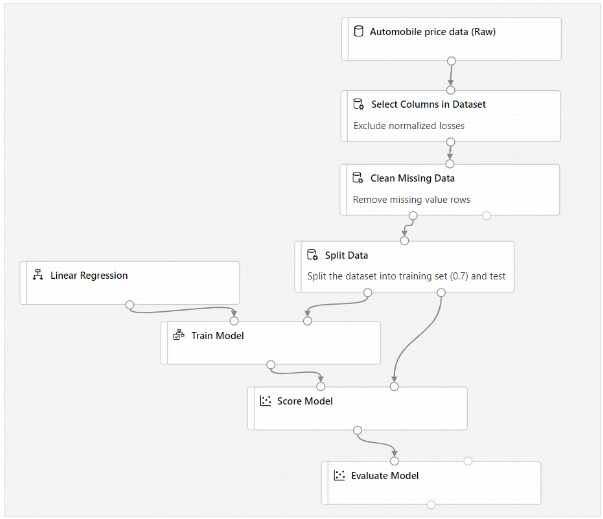 Automobile price data (Raw)
Select Columns in Dataset
Exclude normalized losses
Clean Missing Data
Remove missing value rows
Split Data
Split the dataset into training set (0.7) and test
Linear Regression
Train Model
Score Model
Evaluate Model